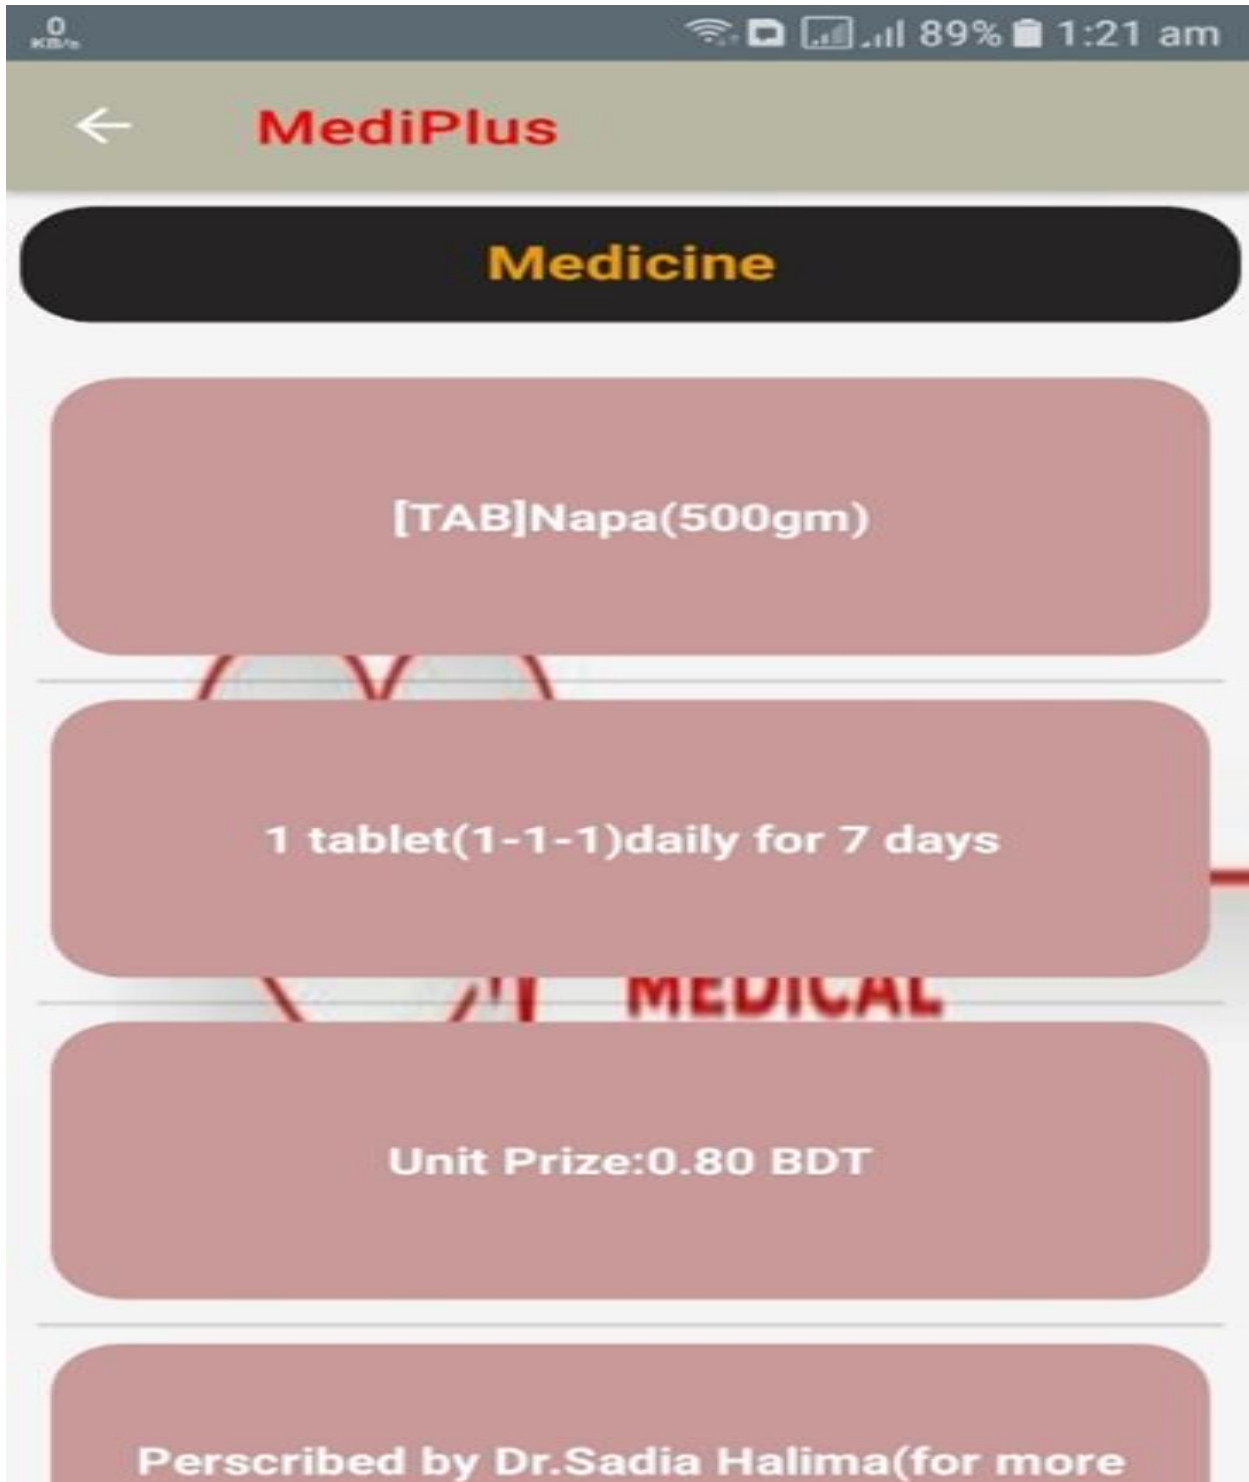 0
KB/s
89% 1:21 am
MediPlus
Medicine
[TAB]Napa(500gm)
1 tablet(1-1-1)daily for 7 days
MEDICAL
Unit Prize:0.80 BDT
Perscribed by Dr.Sadia Halima(for more